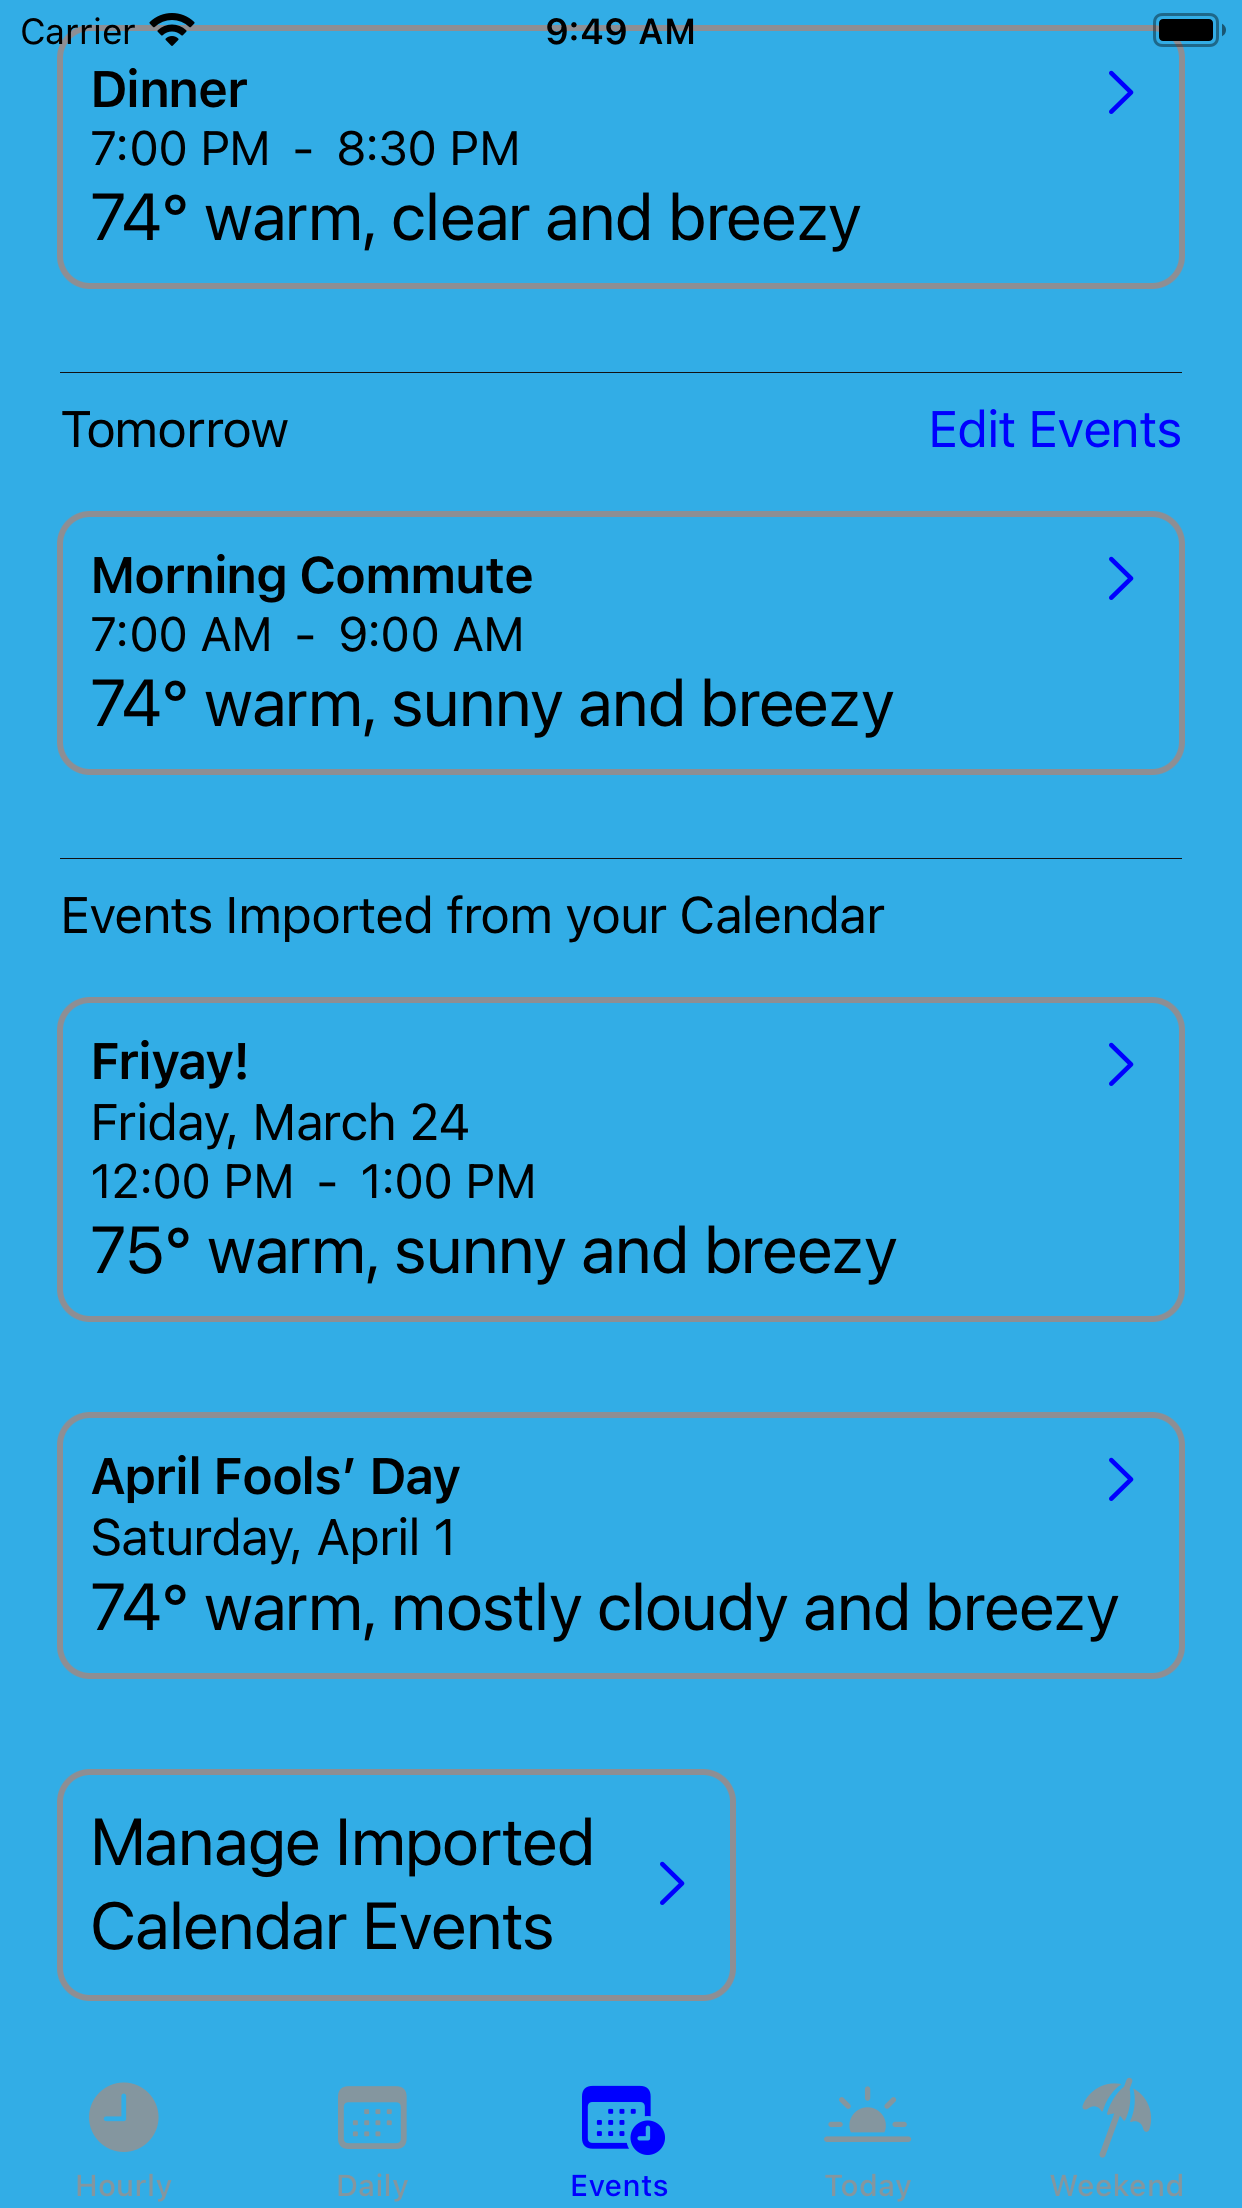 Carrier 9:49 AM
Dinner
7:00 PM - 8:30 PM
74° warm, clear and breezy
Tomorrow Edit Events
Morning Commute
7:00 AM - 9:00 AM
74° warm, sunny and breezy
Events Imported from your Calendar
Friyay!
Friday, March 24
12:00 PM - 1:00 PM
75° warm, sunny and breezy
April Fools’ Day
Saturday, April 1
74° warm, mostly cloudy and breezy
Manage Imported
Calendar Events
Hourly Daily Events Today Weekend